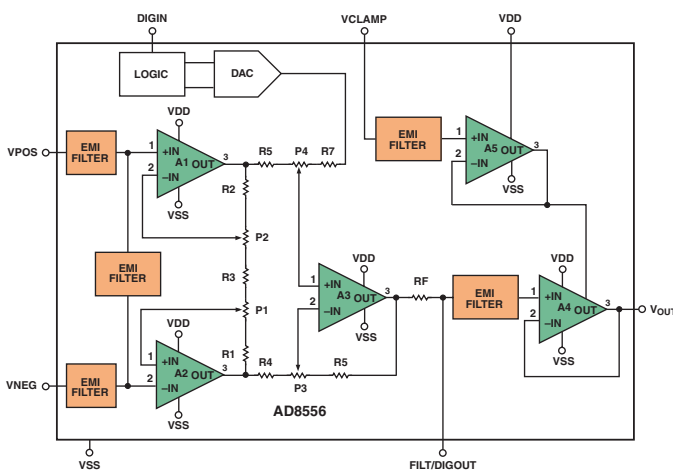 DIGIN
VCLAMP
VDD
LOGIC
DAC
VPOS
EMI
FILTER
VDD
1
+IN
2
–IN
A1
OUT
3
VSS
R5
P4
R7
R2
P2
R3
P1
R1
EMI
FILTER
EMI
FILTER
1
+IN
2
–IN
A5
OUT
3
VSS
VDD
1
+IN
2
–IN
A3
OUT
3
VSS
RF
EMI
FILTER
VDD
1
+IN
2
–IN
A4
OUT
3
VSS
VOUT
VNEG
EMI
FILTER
VDD
1
+IN
2
–IN
A2
OUT
3
VSS
R4
P3
R5
AD8556
VSS
FILT/DIGOUT